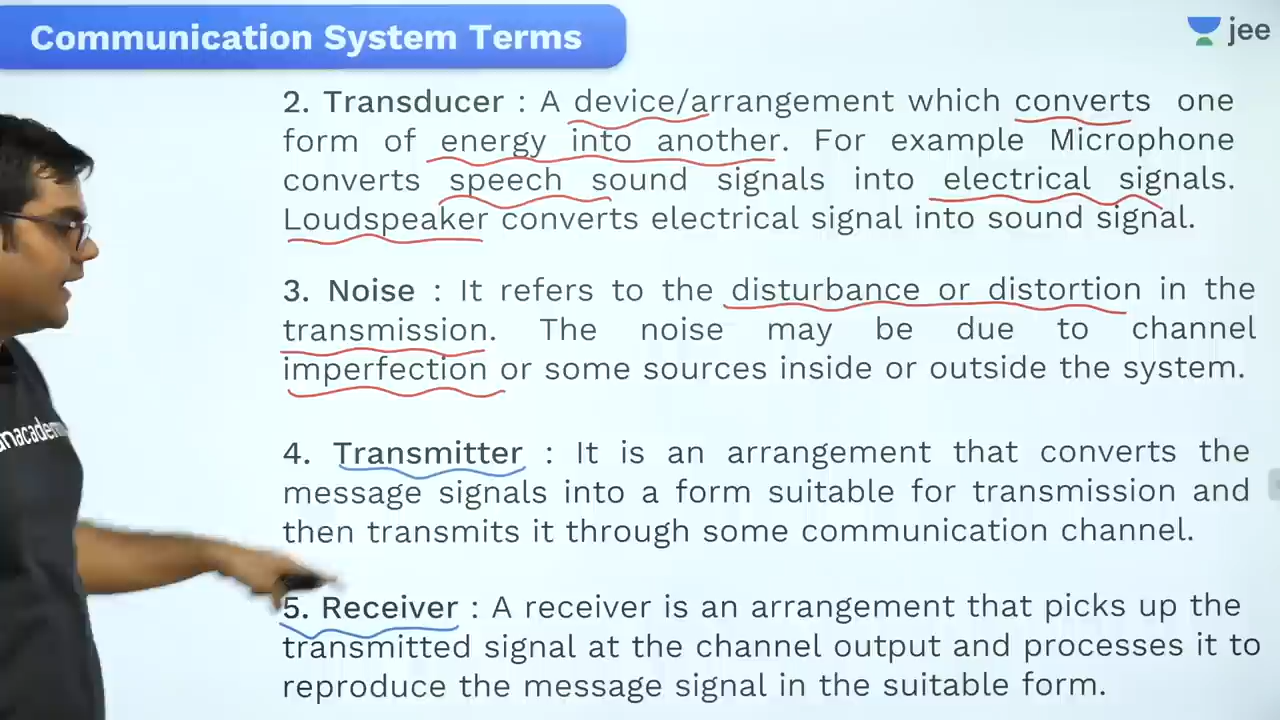 Communication System Terms
jee
2. Transducer : A device/arrangement which converts one
form of energy into another. For example Microphone
converts speech sound signals into electrical signals.
Loudspeaker converts electrical signal into sound signal.
3. Noise : It refers to the disturbance or distortion in the
transmission. The noise may be due to channel
imperfection or some sources inside or outside the system.
4. Transmitter : It is an arrangement that converts the
message signals into a form suitable for transmission and
then transmits it through some communication channel.
5. Receiver : A receiver is an arrangement that picks up the
transmitted signal at the channel output and processes it to
reproduce the message signal in the suitable form.